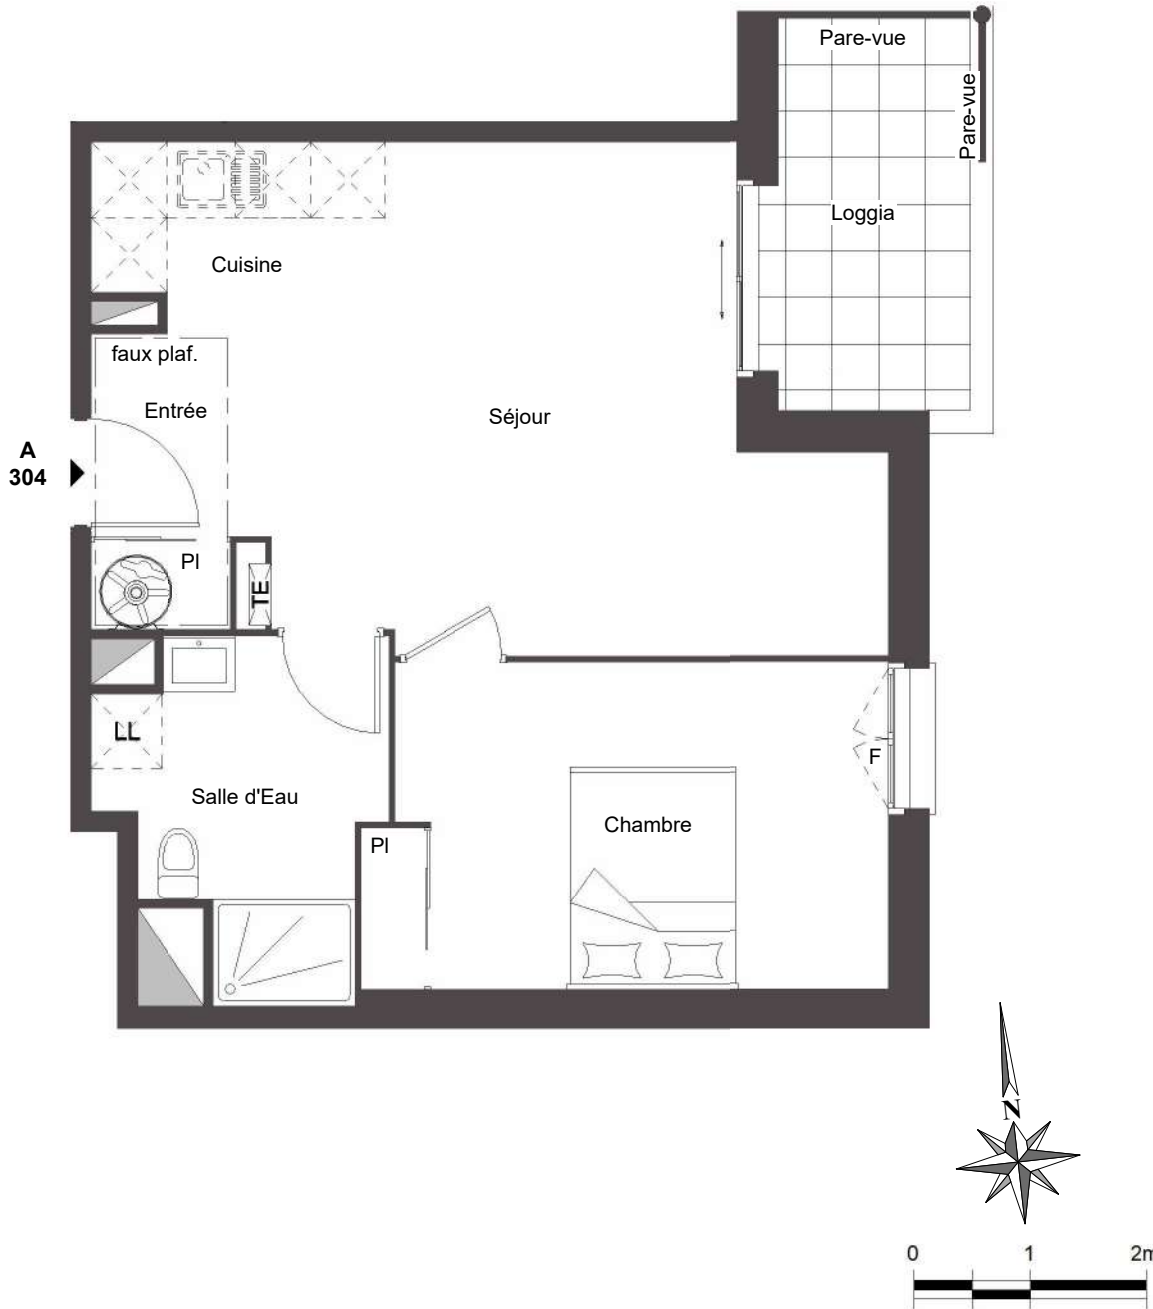 Pare-vue
Pare-vue
Loggia
Cuisine
faux plaf.
Entrée
Séjour
A
304
Pl
TE
LL
Salle d'Eau
F
Chambre
Pl
N
0 1 2m